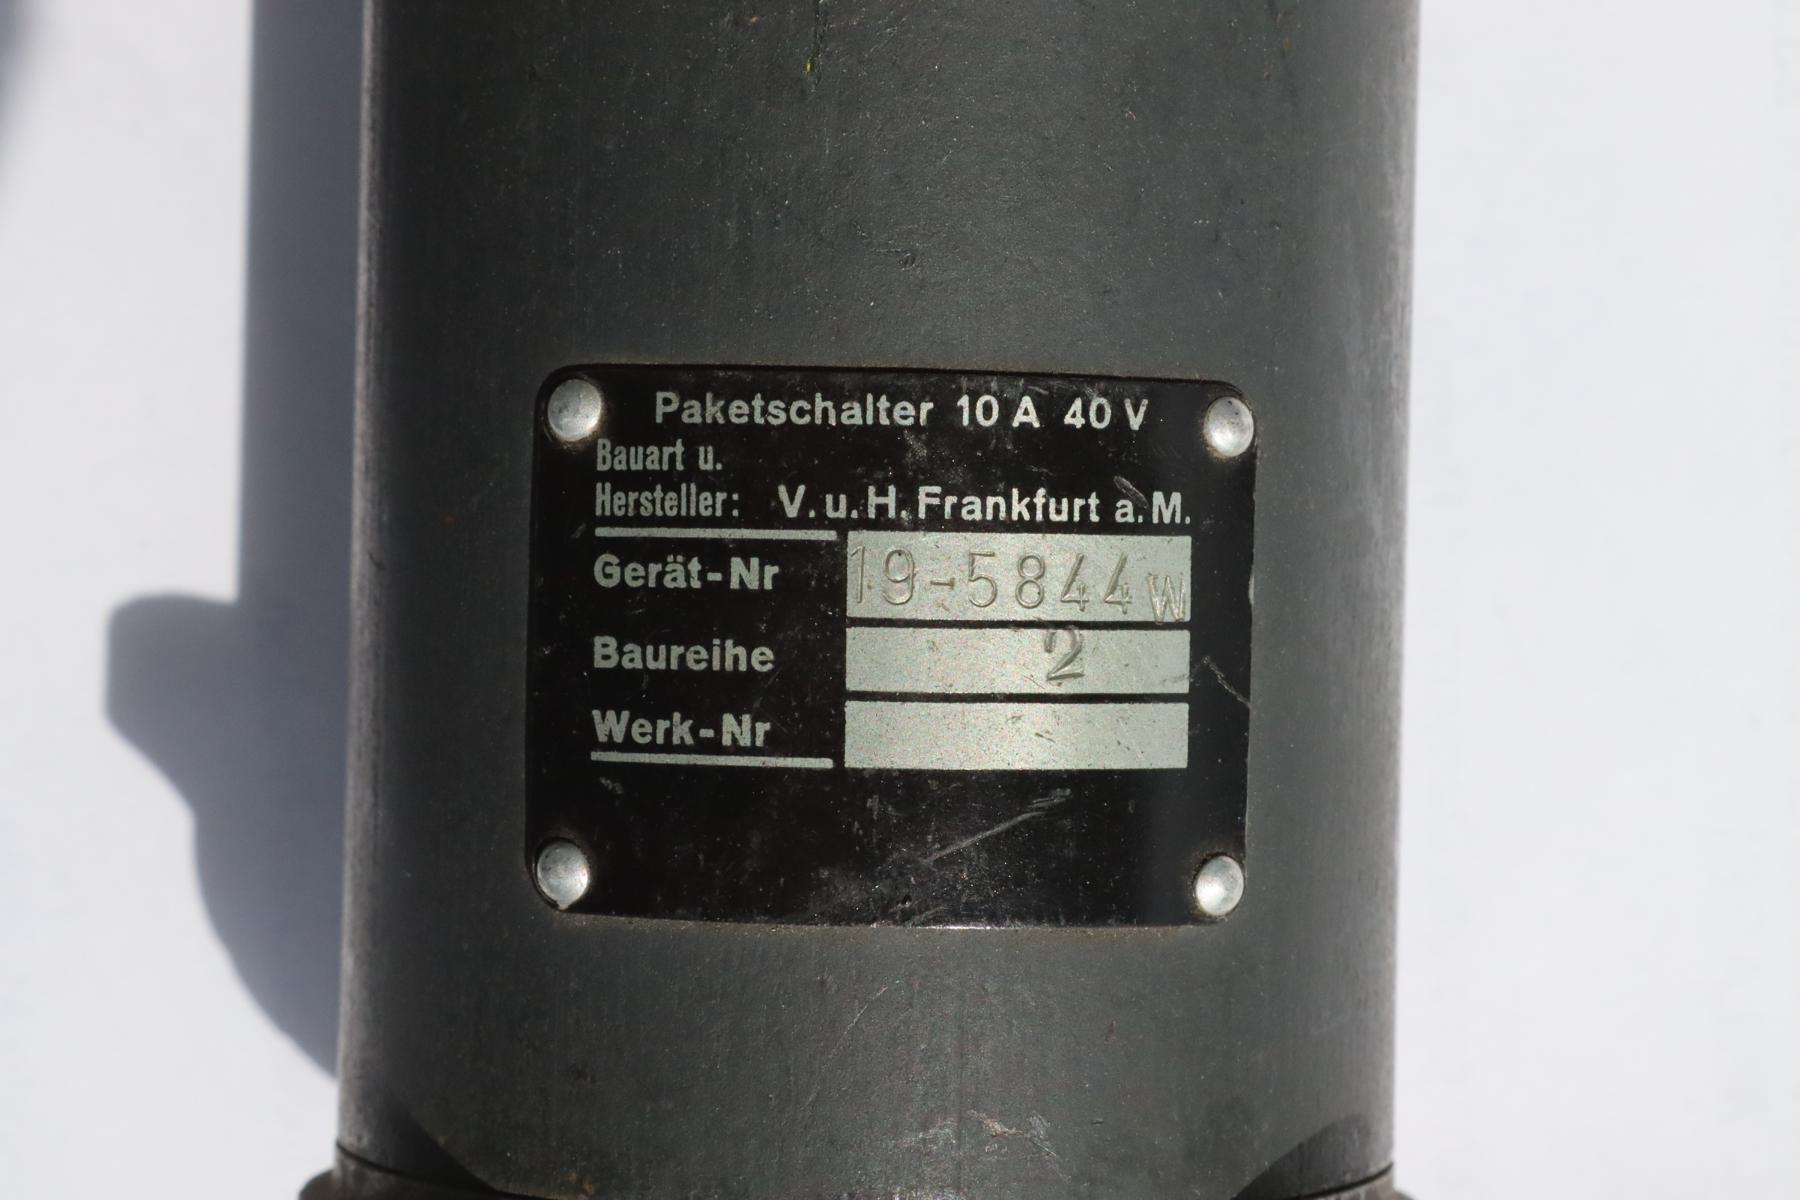 Paketschalter 10 A 40 V
Bauart u.
Hersteller: V. u. H. Frankfurt a. M.
Gerät-Nr 19-5844 W
Baureihe 2
Werk-Nr